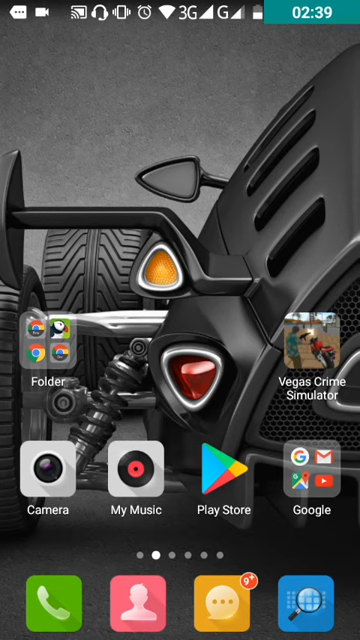 3G G 02:39
Folder
Vegas Crime
Simulator
Camera
My Music
Play Store
Google
9+